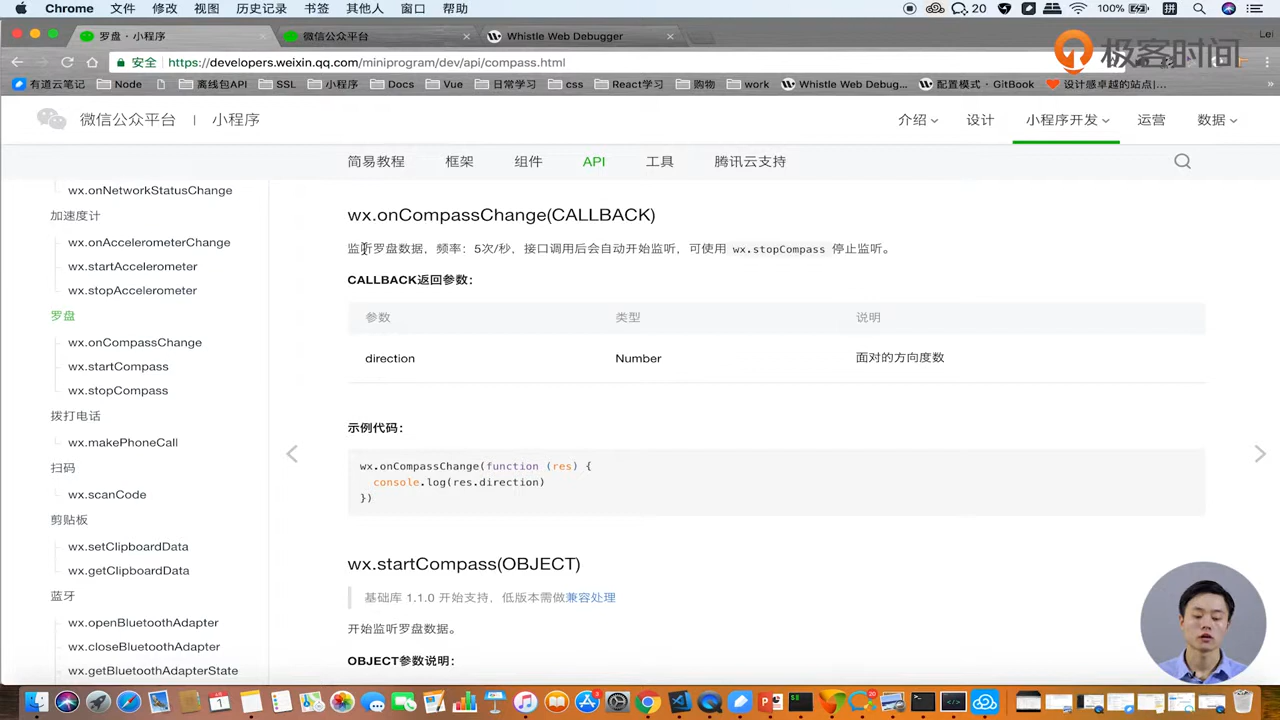 Chrome 文件 修改 视图 历史记录 书签 其他人 窗口 帮助 20 100% 拼
罗盘 · 小程序 微信公众平台 Whistle Web Debugger Lei
极客时间
安全 https://developers.weixin.qq.com/miniprogram/dev/api/compass.html
有道云笔记 Node 离线包API SSL 小程序 Docs Vue 日常学习 css React学习 购物 work Whistle Web Debug... 配置模式 · GitBook 设计感卓越的站点|...
微信公众平台 | 小程序 介绍 设计 小程序开发 运营 数据
简易教程 框架 组件 API 工具 腾讯云支持
wx.onNetworkStatusChange
加速度计
wx.onAccelerometerChange
wx.startAccelerometer
wx.stopAccelerometer
罗盘
wx.onCompassChange
wx.startCompass
wx.stopCompass
拨打电话
wx.makePhoneCall
扫码
wx.scanCode
剪贴板
wx.setClipboardData
wx.getClipboardData
蓝牙
wx.openBluetoothAdapter
wx.closeBluetoothAdapter
wx.getBluetoothAdapterState
wx.onCompassChange(CALLBACK)
监听罗盘数据，频率：5次/秒，接口调用后会自动开始监听，可使用 wx.stopCompass 停止监听。
CALLBACK返回参数：
参数 类型 说明
direction Number 面对的方向度数
示例代码：
wx.onCompassChange(function (res) {
console.log(res.direction)
})
wx.startCompass(OBJECT)
基础库 1.1.0 开始支持，低版本需做兼容处理
开始监听罗盘数据。
OBJECT参数说明：